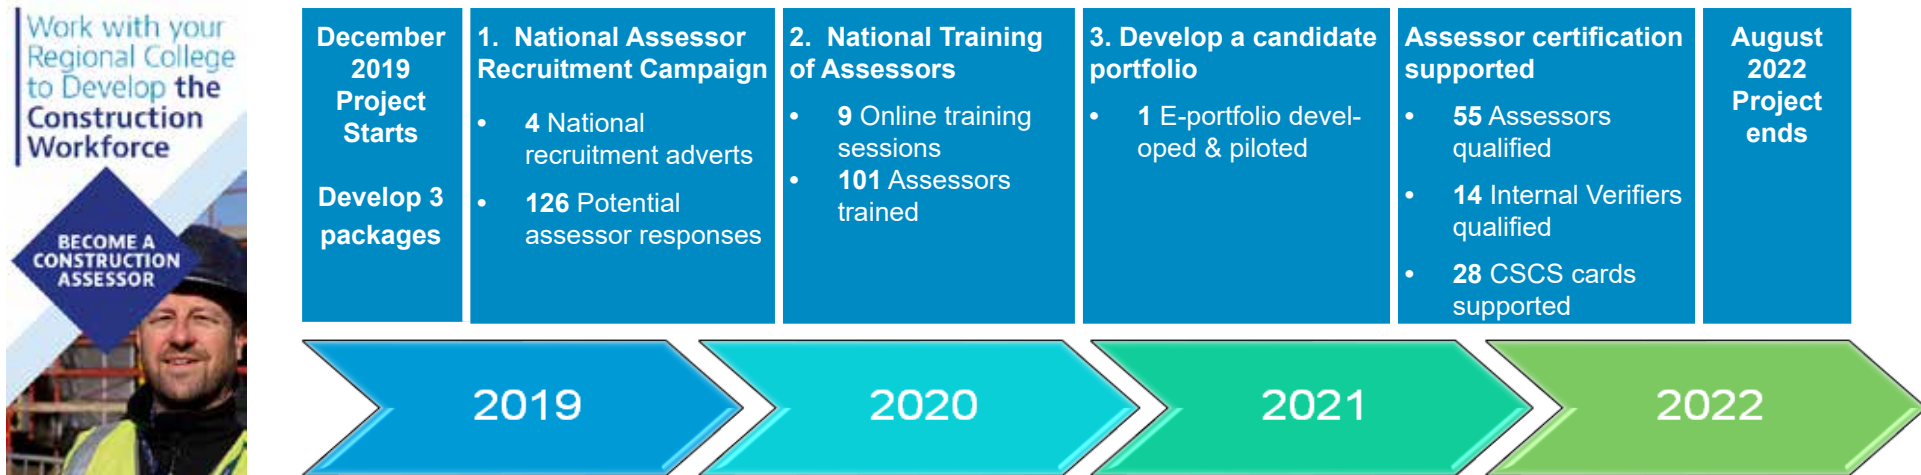 Work with your
Regional College
to Develop the
Construction
Workforce
BECOME A
CONSTRUCTION
ASSESSOR
December
2019
Project
Starts
Develop 3
packages
1. National Assessor
Recruitment Campaign
• 4 National
recruitment adverts
• 126 Potential
assessor responses
2. National Training
of Assessors
• 9 Online training
sessions
• 101 Assessors
trained
3. Develop a candidate
portfolio
• 1 E-portfolio devel-
oped & piloted
Assessor certification
supported
• 55 Assessors
qualified
• 14 Internal Verifiers
qualified
• 28 CSCS cards
supported
August
2022
Project
ends
2019
2020
2021
2022